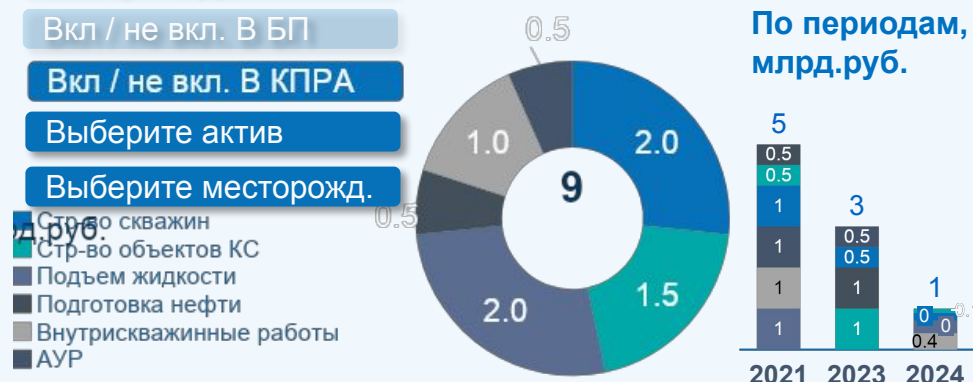 Вкл / не вкл. В БП
Вкл / не вкл. В КПРА
Выберите актив
Выберите месторожд.
д.руб.
Стр-во скважин
Стр-во объектов КС
Подъем жидкости
Подготовка нефти
Внутрискважинные работы
АУР
0.5
2.0
1.0
9
0.5
1.5
2.0
По периодам,
млрд.руб.
5
0.5
0.5
1
1
1
1
3
0.5
0.5
1
1
1
0
0
0.4
2021 2023 2024